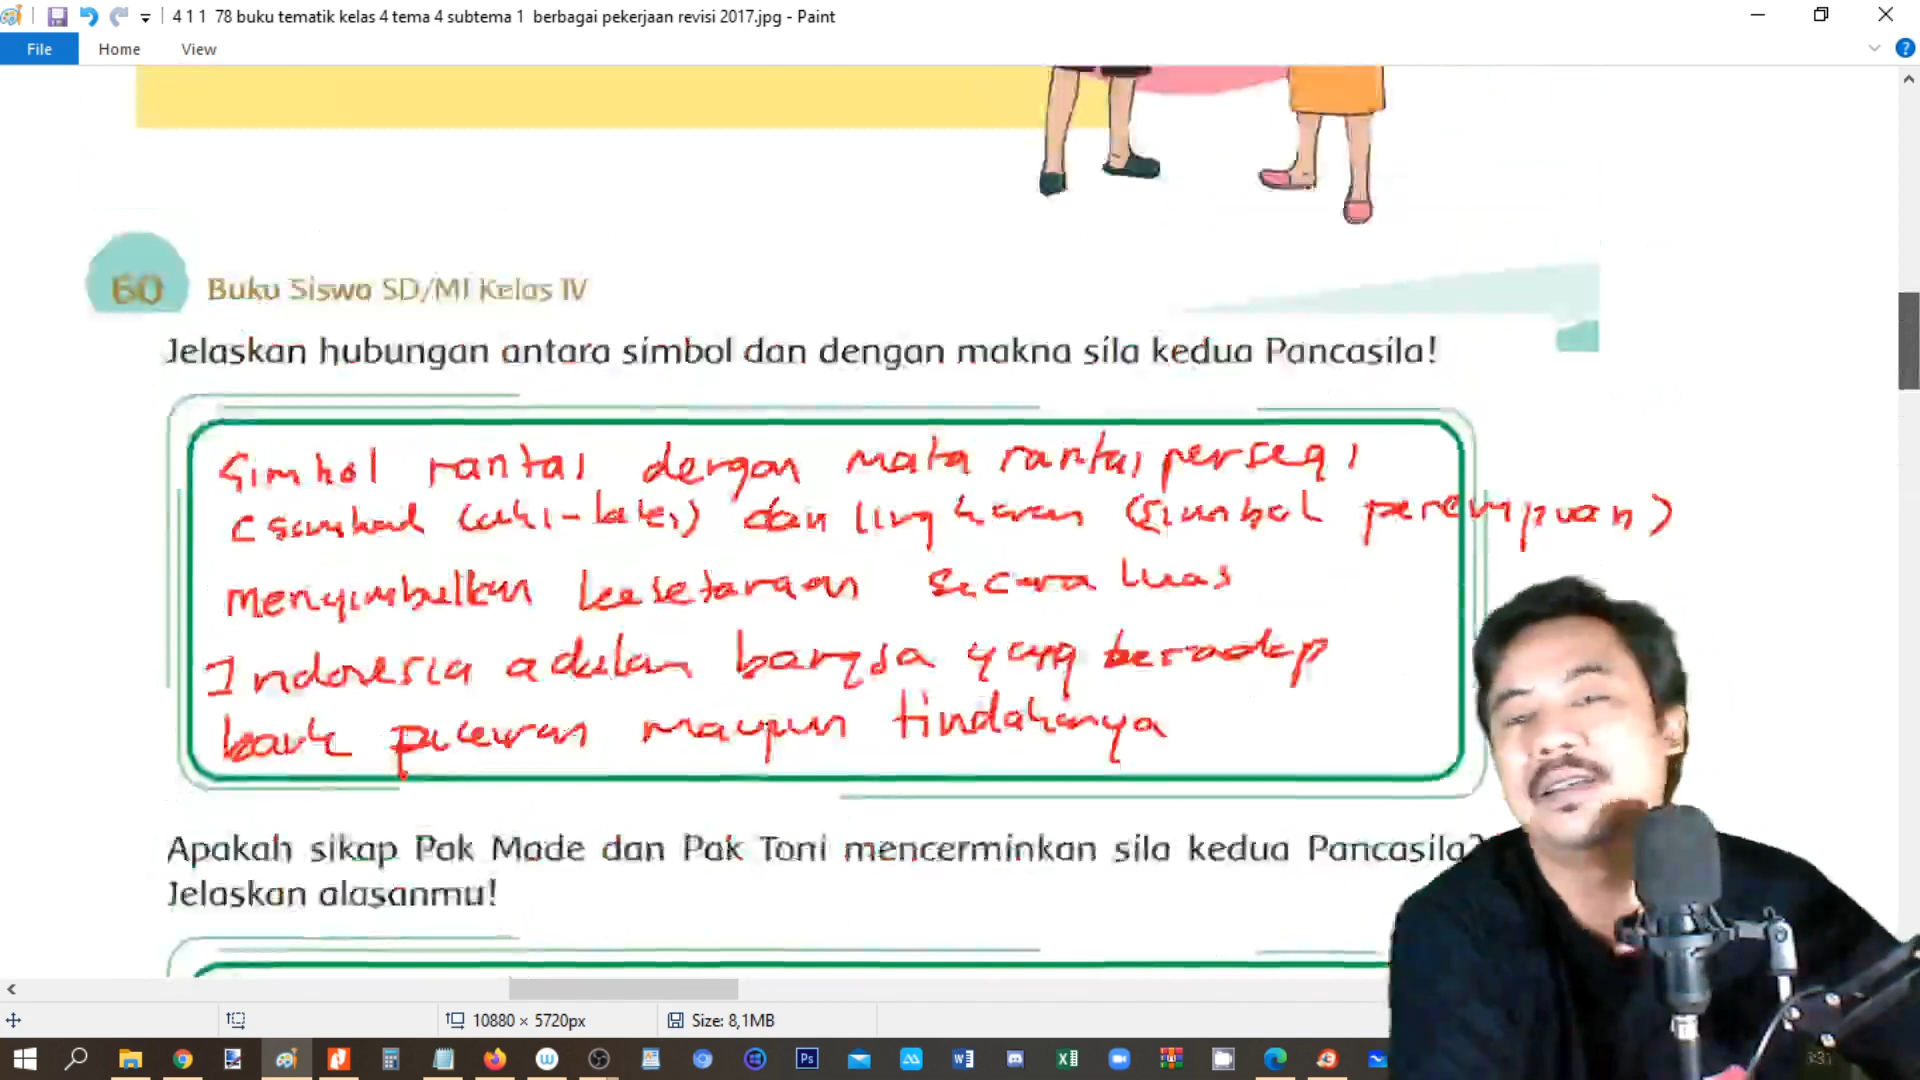 4 1 1  78 buku tematik kelas 4 tema 4 subtema 1  berbagai pekerjaan revisi 2017.jpg - Paint
File Home View
60 Buku Siswa SD/MI Kelas IV
Jelaskan hubungan antara simbol dan dengan makna sila kedua Pancasila!
Simbol rantai dengan mata rantai persegi
(simbol laki-laki) dan lingkaran (simbol perempuan)
menyimbolkan kesetaraan secara luas
Indonesia adalah bangsa yang beradap
baik pikiran maupun tindakanya
Apakah sikap Pak Made dan Pak Toni mencerminkan sila kedua Pancasila?
Jelaskan alasanmu!
10880 × 5720px Size: 8,1MB